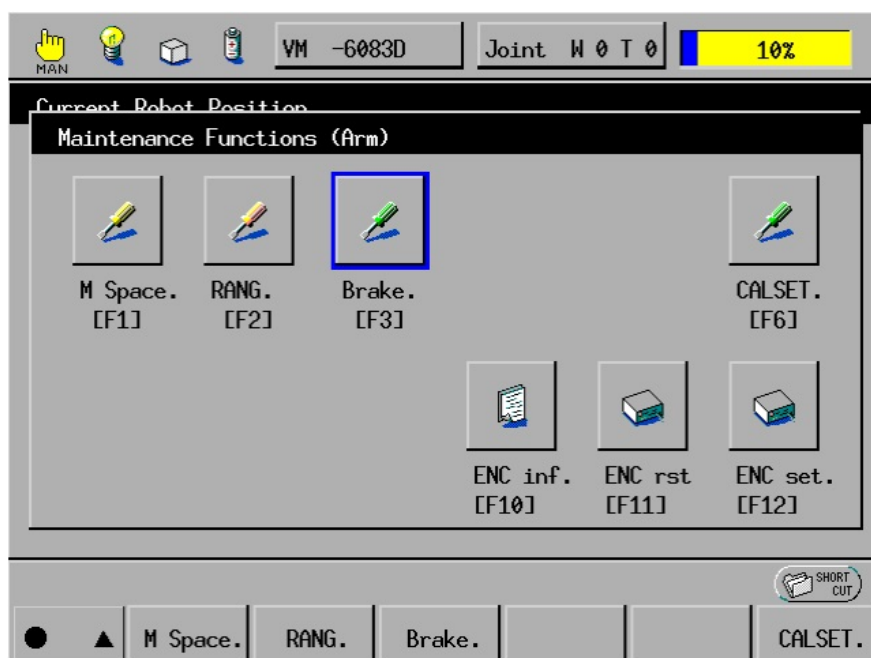 MAN
VM -6083D
Joint W 0 T 0
10%
Current Robot Position
Maintenance Functions (Arm)
M Space. RANG. Brake. CALSET.
[F1] [F2] [F3] [F6]
ENC inf. ENC rst ENC set.
[F10] [F11] [F12]
SHORT
CUT
M Space. RANG. Brake. CALSET.